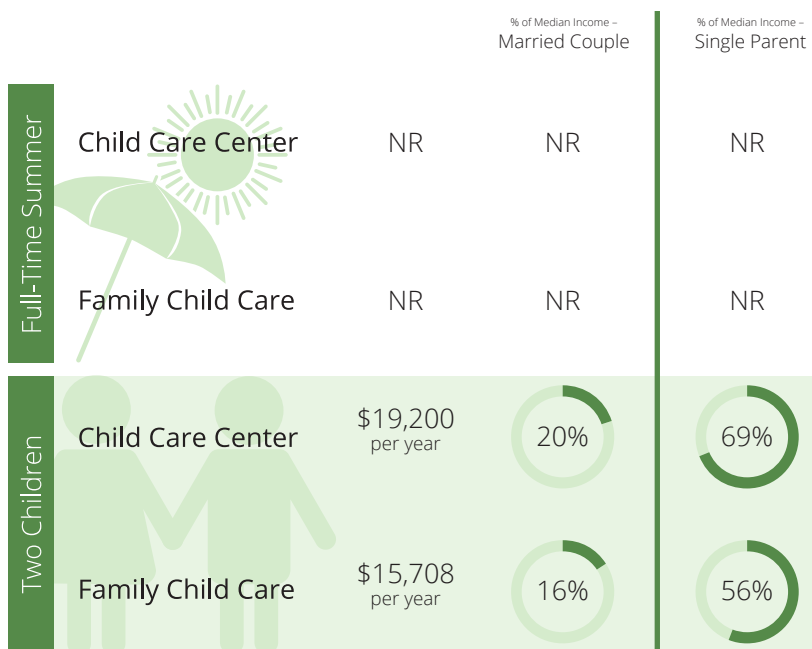 % of Median Income –
Married Couple
% of Median Income –
Single Parent
Full-Time Summer
Child Care Center
NR
NR
NR
Family Child Care
NR
NR
NR
Two Children
Child Care Center
$19,200
per year
20%
69%
Family Child Care
$15,708
per year
16%
56%